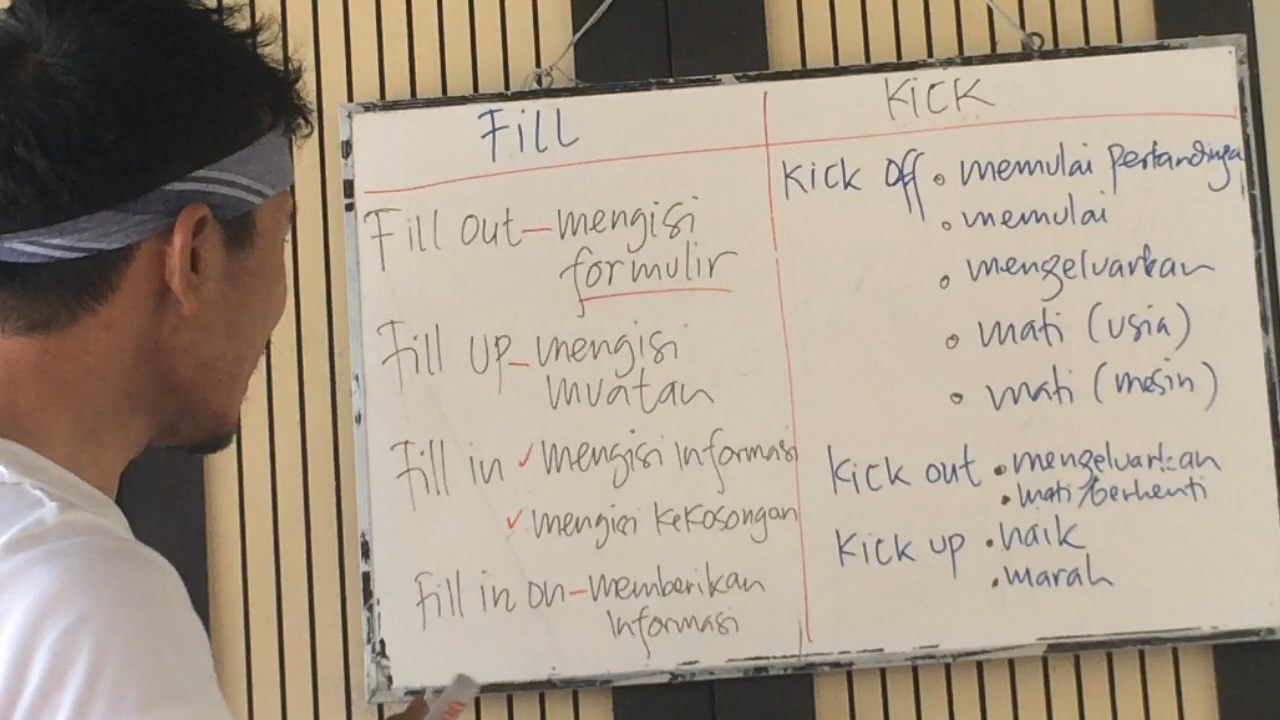 Fill
Fill out – mengisi
formulir
Fill up – mengisi
muatan
Fill in ✓ mengisi informasi
✓ mengisi kekosongan
Fill in on – memberikan
informasi
Kick
Kick off • memulai pertandinga
• memulai
• mengeluarkan
• mati (usia)
• mati (mesin)
Kick out • mengeluarkan
• mati/berhenti
Kick up • naik
• marah